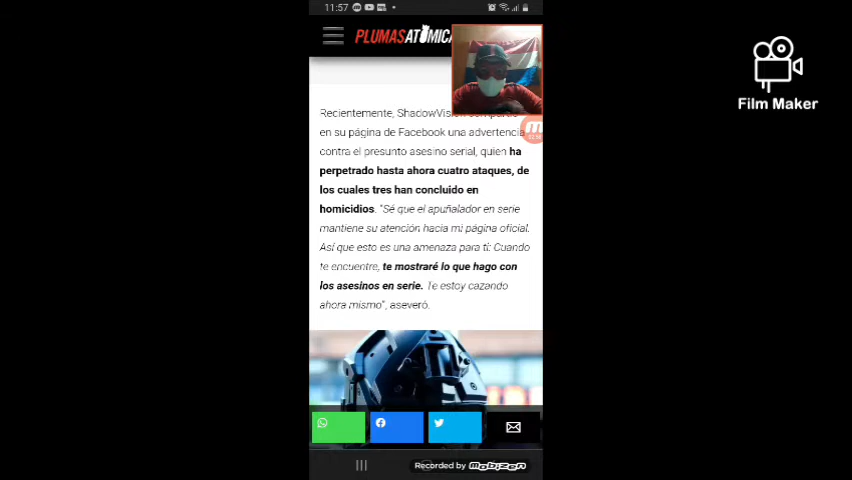 11:57
PLUMASATOMICA
Film Maker
Recientemente, ShadowVision
en su página de Facebook una advertencia
contra el presunto asesino serial, quien ha
perpetrado hasta ahora cuatro ataques, de
los cuales tres han concluido en
homicidios. "Sé que el apuñalador en serie
mantiene su atención hacia mi página oficial.
Así que esto es una amenaza para ti: Cuando
te encuentre, te mostraré lo que hago con
los asesinos en serie. Te estoy cazando
ahora mismo", aseveró.
Recorded by Mobizen